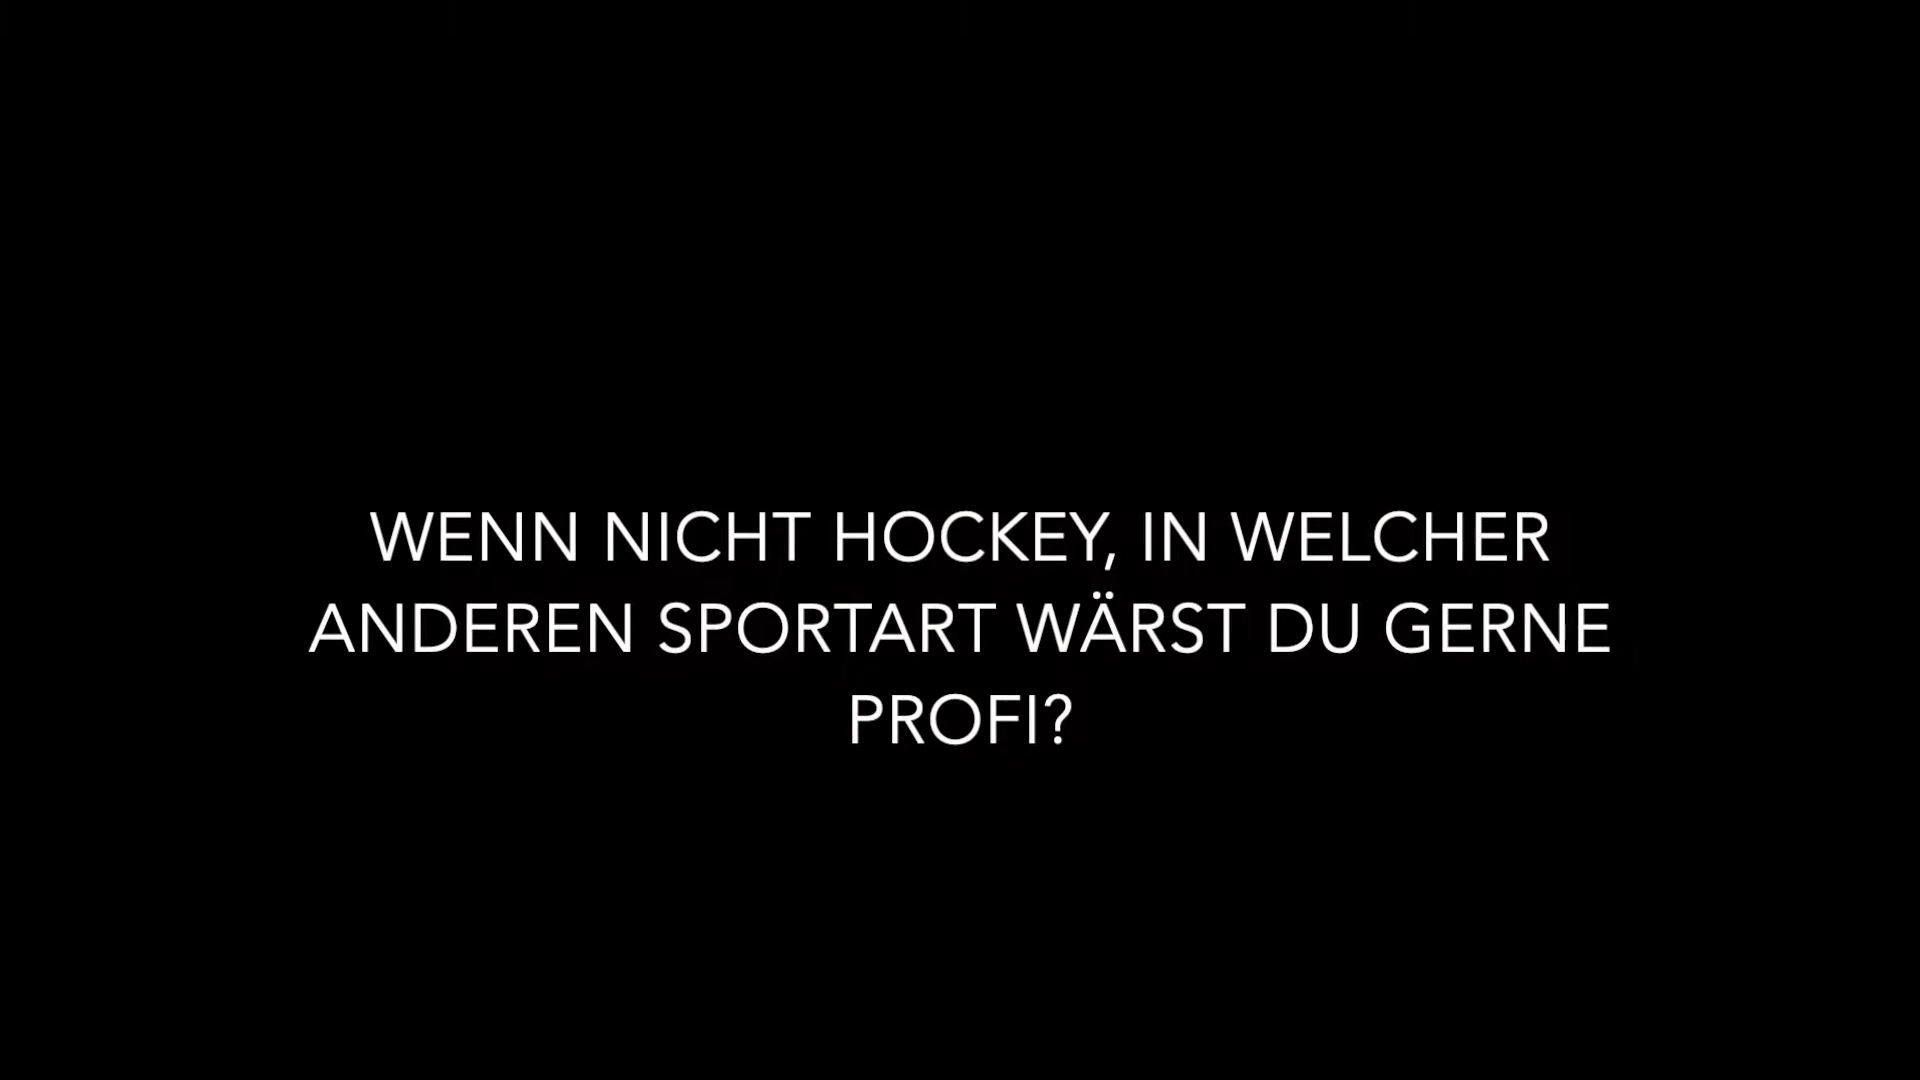 WENN NICHT HOCKEY, IN WELCHER
ANDEREN SPORTART WÄRST DU GERNE
PROFI?